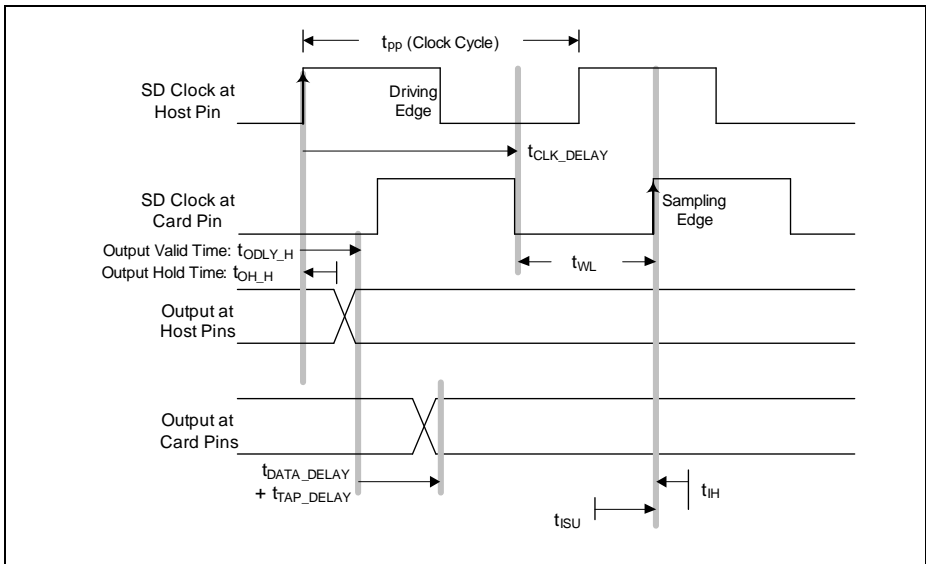 tpp (Clock Cycle)
SD Clock at
Host Pin
Driving
Edge
tCLK_DELAY
SD Clock at
Card Pin
Sampling
Edge
Output Valid Time: tODLY_H
Output Hold Time: tOH_H
tWL
Output at
Host Pins
Output at
Card Pins
tDATA_DELAY
+ tTAP_DELAY
tIH
tISU